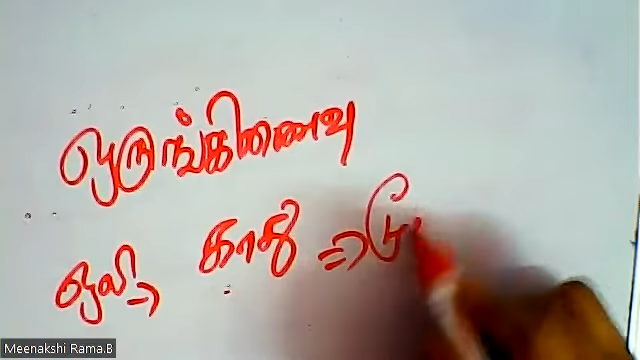 ஒருங்கிணைவு
ஒலி => காது =>
Meenakshi Rama.B